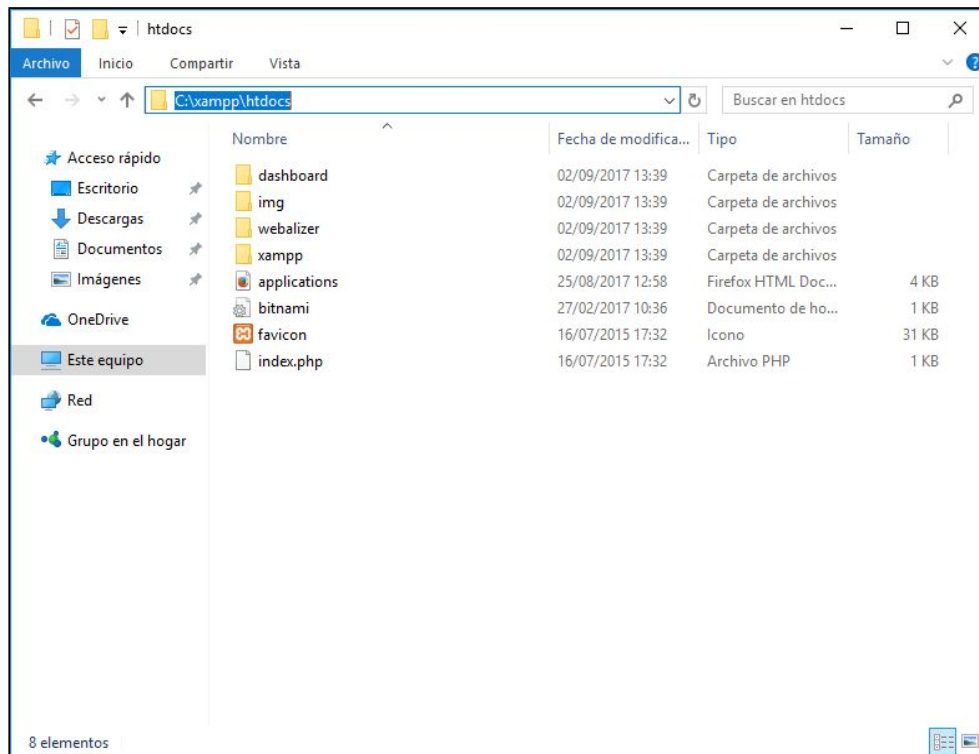 htdocs
Archivo Inicio Compartir Vista
C:\xampp\htdocs Buscar en htdocs
Nombre Fecha de modifica... Tipo Tamaño
Acceso rápido
Escritorio
Descargas
Documentos
Imágenes
OneDrive
Este equipo
Red
Grupo en el hogar
dashboard 02/09/2017 13:39 Carpeta de archivos
img 02/09/2017 13:39 Carpeta de archivos
webalizer 02/09/2017 13:39 Carpeta de archivos
xampp 02/09/2017 13:39 Carpeta de archivos
applications 25/08/2017 12:58 Firefox HTML Doc... 4 KB
bitnami 27/02/2017 10:36 Documento de ho... 1 KB
favicon 16/07/2015 17:32 Icono 31 KB
index.php 16/07/2015 17:32 Archivo PHP 1 KB
8 elementos